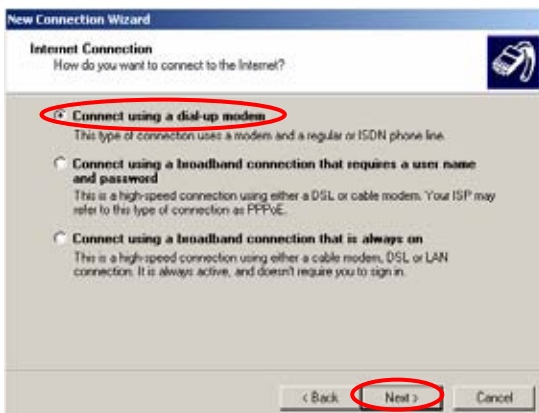 New Connection Wizard
Internet Connection
How do you want to connect to the Internet?
Connect using a dial-up modem
This type of connection uses a modem and a regular or ISDN phone line.
Connect using a broadband connection that requires a user name
and password
This is a high-speed connection using either a DSL or cable modem. Your ISP may
refer to this type of connection as PPPoE.
Connect using a broadband connection that is always on
This is a high-speed connection using either a cable modem, DSL or LAN
connection. It is always active, and doesn't require you to sign in.
< Back
Next >
Cancel